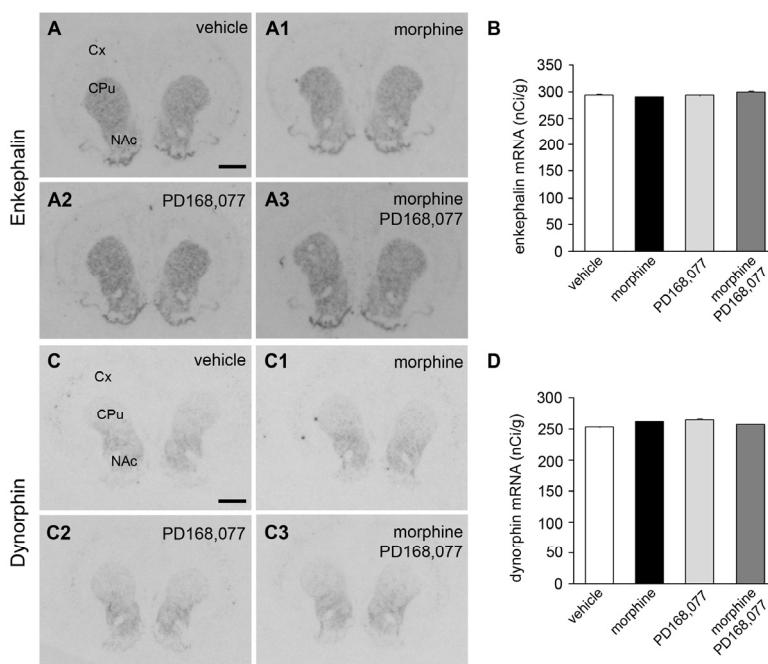 Enkephalin
A
vehicle
Cx
CPu
NAc
A1
morphine
A2
PD168,077
A3
morphine
PD168,077
B
enkephalin mRNA (nCi/g)
350
300
250
200
150
100
50
0
vehicle
morphine
PD168,077
morphine
PD168,077
Dynorphin
C
vehicle
Cx
CPu
NAc
C1
morphine
C2
PD168,077
C3
morphine
PD168,077
D
dynorphin mRNA (nCi/g)
350
300
250
200
150
100
50
0
vehicle
morphine
PD168,077
morphine
PD168,077